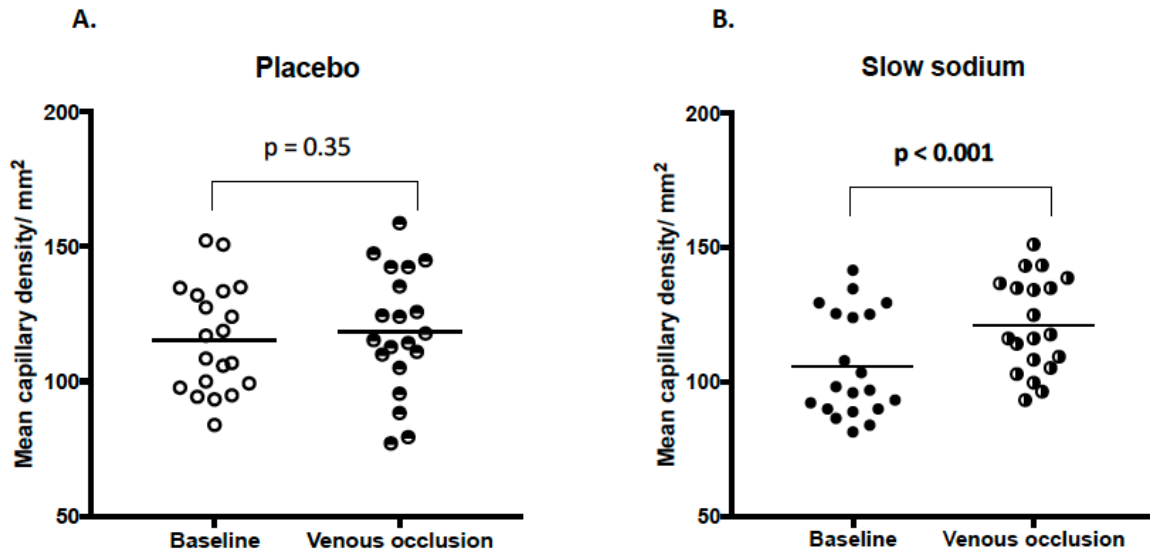 A.
Placebo
Mean capillary density/ mm²
200
150
100
50
p = 0.35
Baseline
Venous occlusion
B.
Slow sodium
Mean capillary density/ mm²
200
150
100
50
p < 0.001
Baseline
Venous occlusion